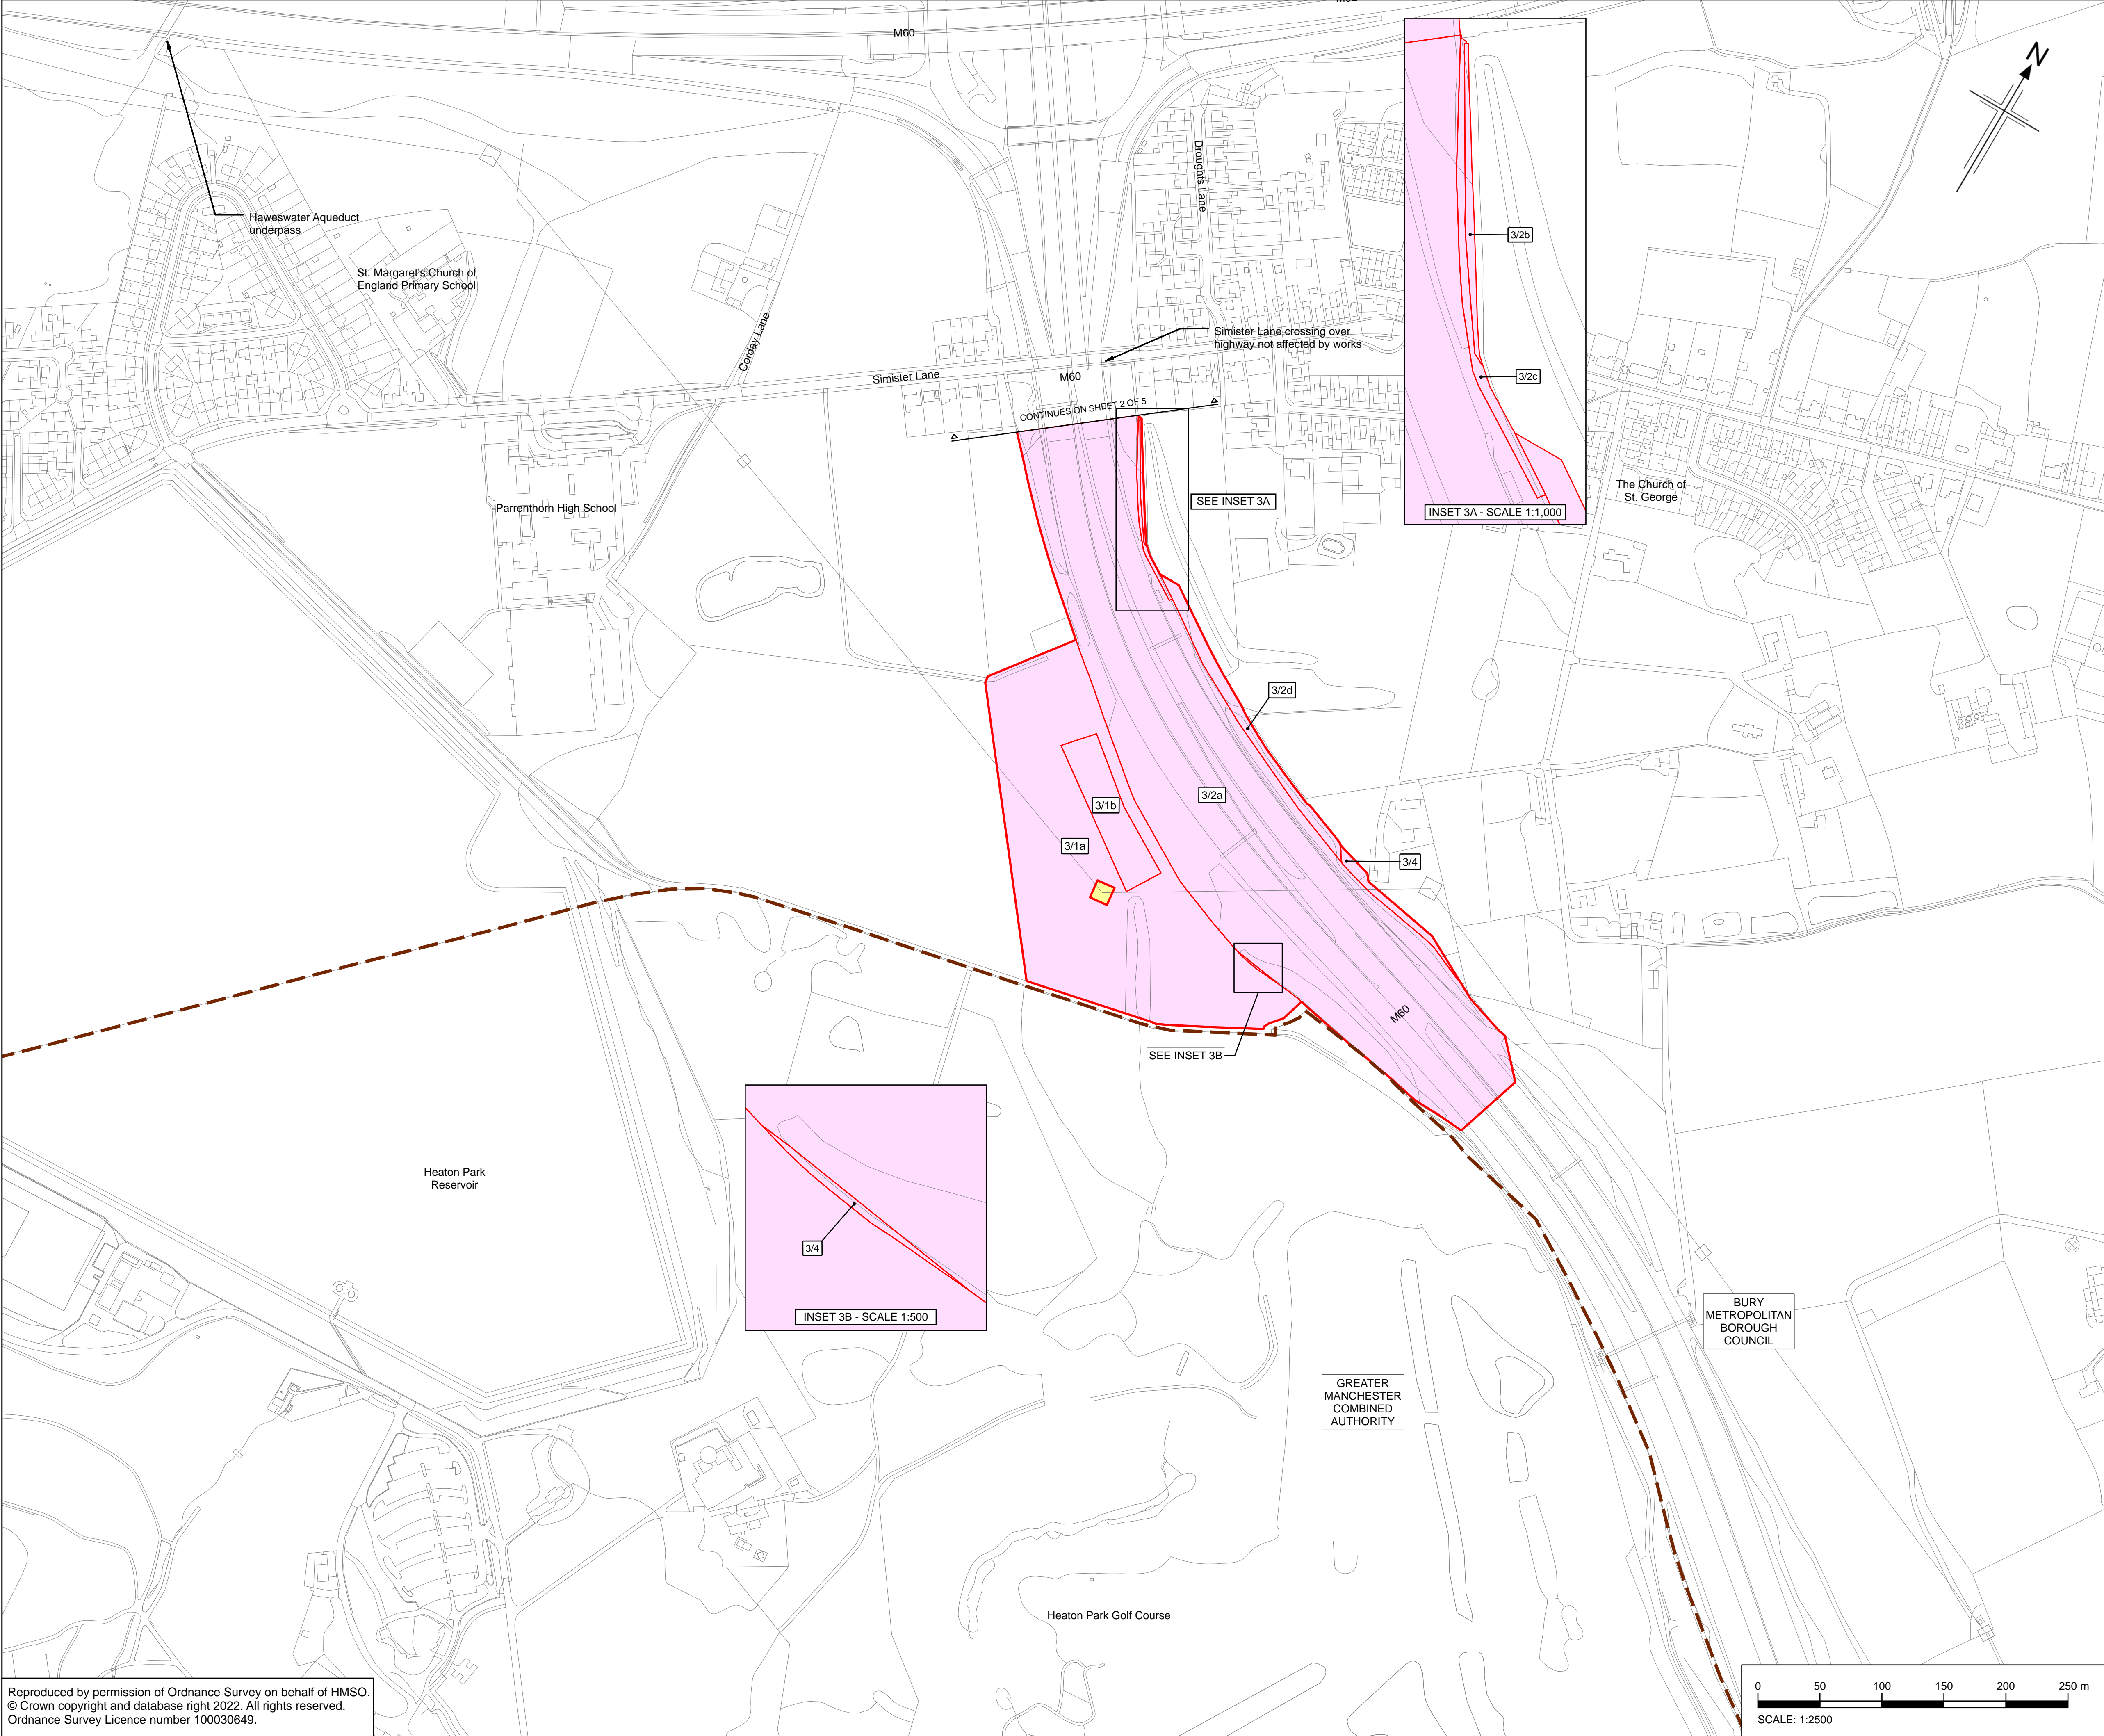 M60
N
Droughts Lane
3/2b
Haweswater Aqueduct
underpass
St. Margaret's Church of
England Primary School
Corday Lane
Simister Lane crossing over
highway not affected by works
Simister Lane
M60
3/2c
CONTINUES ON SHEET 2 OF 5
SEE INSET 3A
The Church of
St. George
Parrenthorn High School
INSET 3A - SCALE 1:1,000
3/2d
3/2a
3/1b
3/1a
3/4
M60
SEE INSET 3B
Heaton Park
Reservoir
3/4
INSET 3B - SCALE 1:500
BURY
METROPOLITAN
BOROUGH
COUNCIL
GREATER
MANCHESTER
COMBINED
AUTHORITY
Heaton Park Golf Course
Reproduced by permission of Ordnance Survey on behalf of HMSO.
© Crown copyright and database right 2022. All rights reserved.
Ordnance Survey Licence number 100030649.
0 50 100 150 200 250 m
SCALE: 1:2500